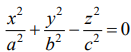 x²/a² + y²/b² − z²/c² = 0